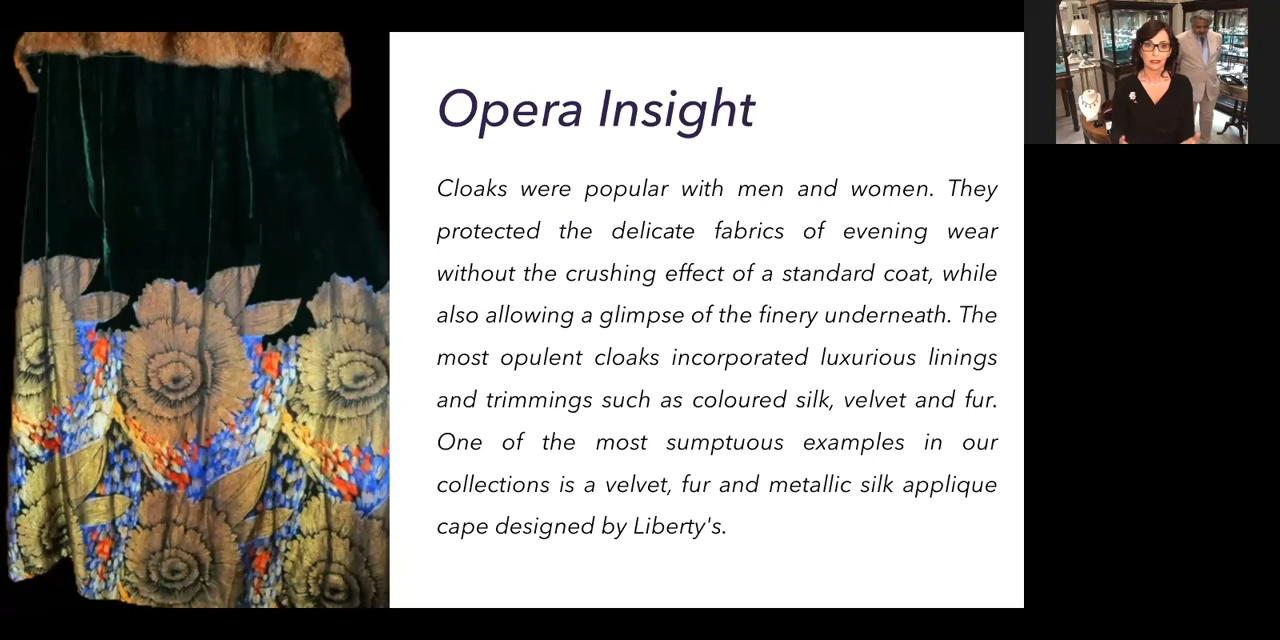 Opera Insight
Cloaks were popular with men and women. They
protected the delicate fabrics of evening wear
without the crushing effect of a standard coat, while
also allowing a glimpse of the finery underneath. The
most opulent cloaks incorporated luxurious linings
and trimmings such as coloured silk, velvet and fur.
One of the most sumptuous examples in our
collections is a velvet, fur and metallic silk applique
cape designed by Liberty's.